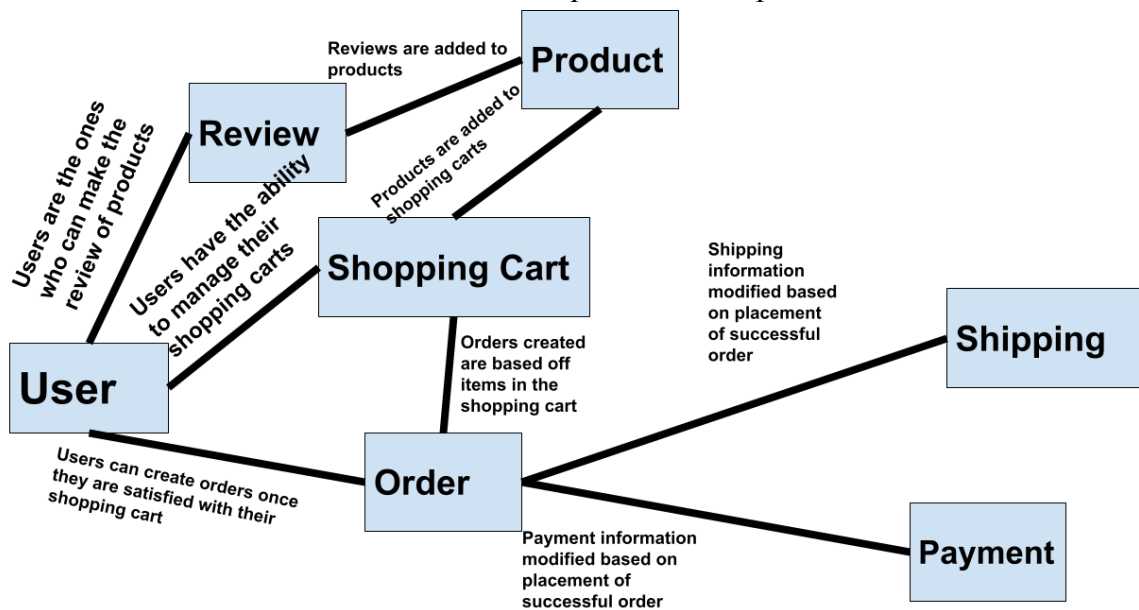 Reviews are added to
products
Product
Review
Users are the ones
who can make the
review of products
Products are added to
shopping carts
Users have the ability
to manage their
shopping carts
Shopping Cart
Shipping
information
modified based
on placement
of successful
order
Shipping
User
Orders created
are based off
items in the
shopping cart
Users can create orders once
they are satisfied with their
shopping cart
Order
Payment information
modified based on
placement of
successful order
Payment